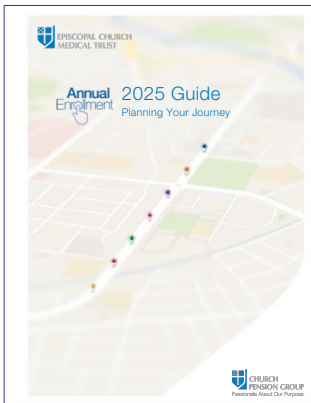 EPISCOPAL CHURCH
MEDICAL TRUST
Annual
Enrollment
2025 Guide
Planning Your Journey
CHURCH
PENSION GROUP
Passionate About Our Purpose